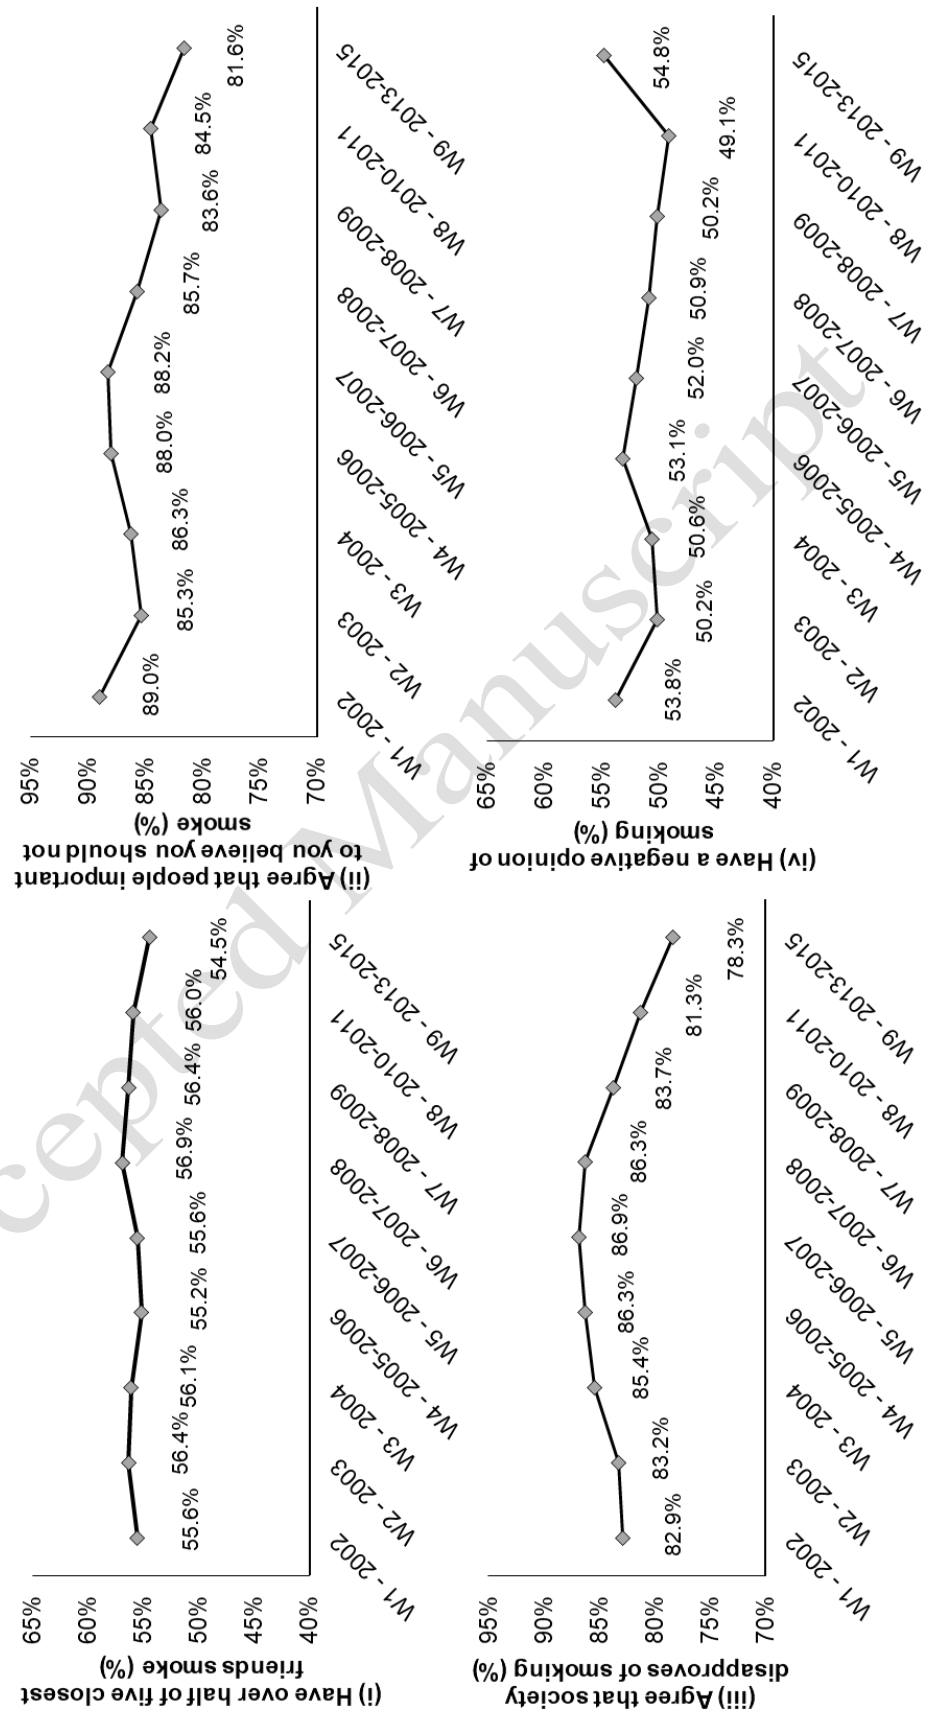 (i) Have over half of five closest
friends smoke (%)
65%
60%
55%
50%
45%
40%
55.6%
56.4%
56.1%
55.2%
55.6%
56.9%
56.4%
56.0%
54.5%
W1 - 2002
W2 - 2003
W3 - 2004
W4 - 2005-2006
W5 - 2006-2007
W6 - 2007-2008
W7 - 2008-2009
W8 - 2010-2011
W9 - 2013-2015
(ii) Agree that people important
to you believe you should not
smoke (%)
95%
90%
85%
80%
75%
70%
89.0%
85.3%
86.3%
88.0%
88.2%
85.7%
83.6%
84.5%
81.6%
W1 - 2002
W2 - 2003
W3 - 2004
W4 - 2005-2006
W5 - 2006-2007
W6 - 2007-2008
W7 - 2008-2009
W8 - 2010-2011
W9 - 2013-2015
(iii) Agree that society
disapproves of smoking (%)
95%
90%
85%
80%
75%
70%
82.9%
83.2%
85.4%
86.3%
86.9%
86.3%
83.7%
81.3%
78.3%
W1 - 2002
W2 - 2003
W3 - 2004
W4 - 2005-2006
W5 - 2006-2007
W6 - 2007-2008
W7 - 2008-2009
W8 - 2010-2011
W9 - 2013-2015
(iv) Have a negative opinion of
smoking (%)
65%
60%
55%
50%
45%
40%
53.8%
50.2%
50.6%
53.1%
52.0%
50.9%
50.2%
49.1%
54.8%
W1 - 2002
W2 - 2003
W3 - 2004
W4 - 2005-2006
W5 - 2006-2007
W6 - 2007-2008
W7 - 2008-2009
W8 - 2010-2011
W9 - 2013-2015
cepted Manuscript